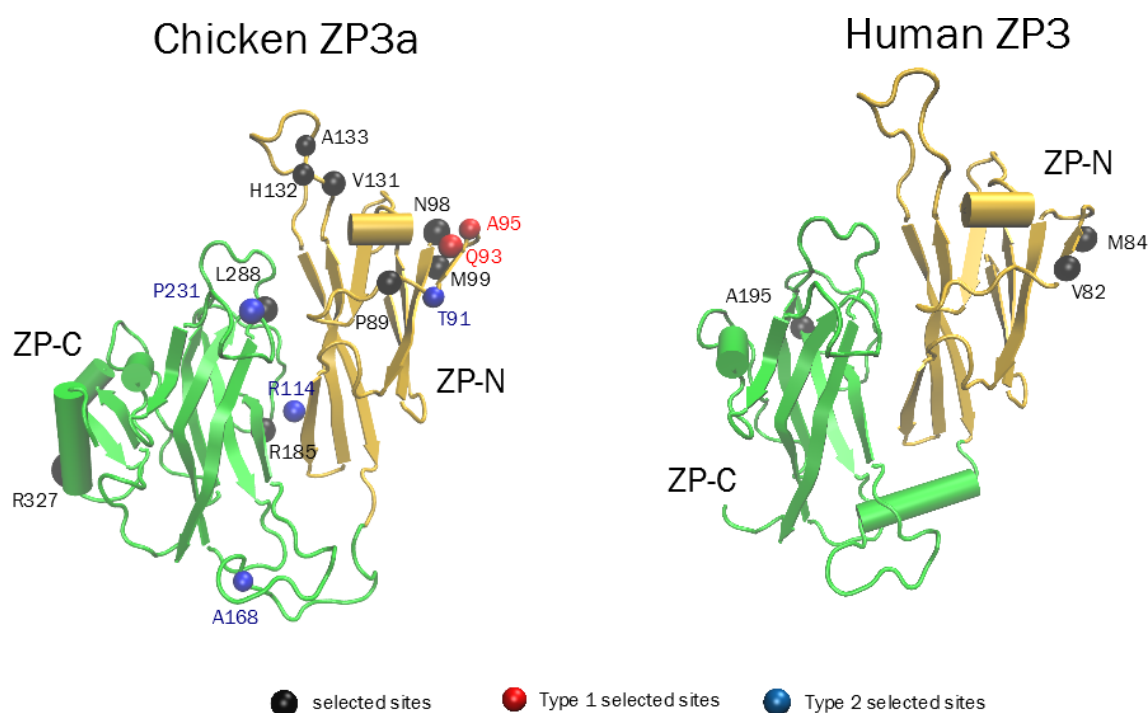 Chicken ZP3a
Human ZP3
A133
H132
V131
N98
A95
Q93
M99
L288
P231
P89
T91
ZP-C
ZP-N
R114
R185
R327
A168
ZP-N
M84
V82
A195
ZP-C
selected sites
Type 1 selected sites
Type 2 selected sites